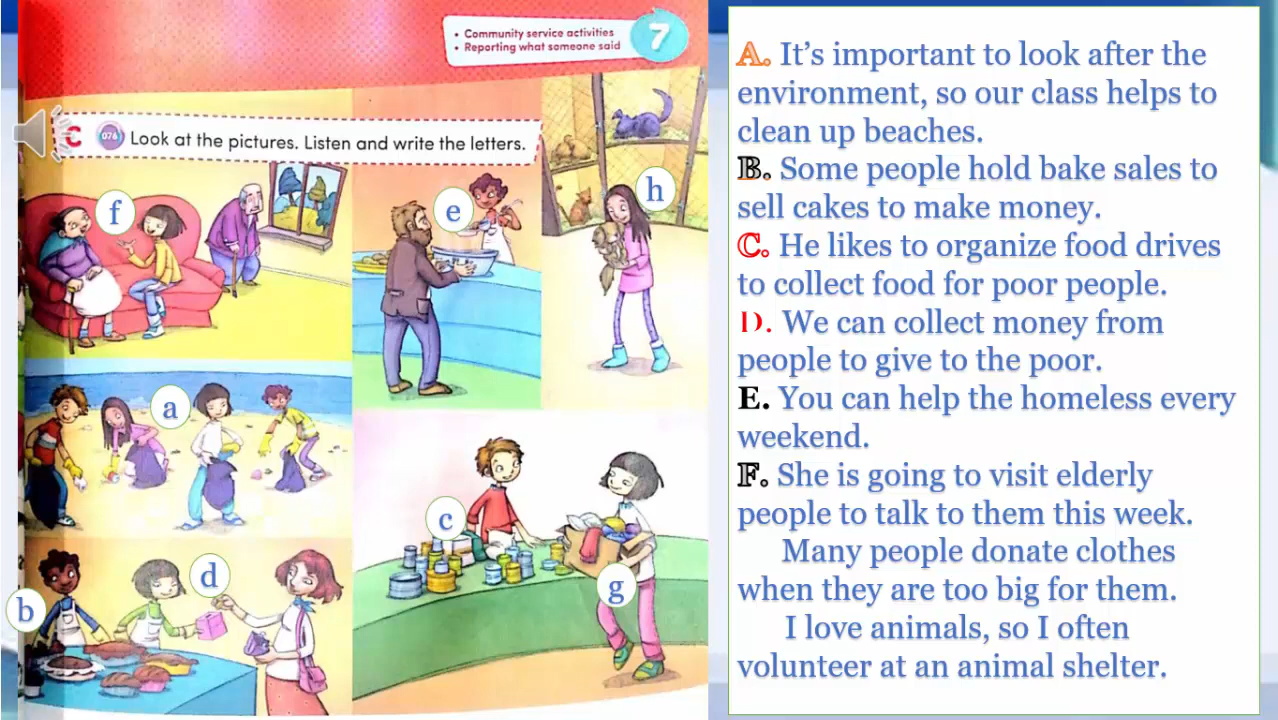 • Community service activities
• Reporting what someone said
7
C 076 Look at the pictures. Listen and write the letters.
f
e
h
a
c
d
g
b
A. It's important to look after the
environment, so our class helps to
clean up beaches.
B. Some people hold bake sales to
sell cakes to make money.
C. He likes to organize food drives
to collect food for poor people.
D. We can collect money from
people to give to the poor.
E. You can help the homeless every
weekend.
F. She is going to visit elderly
people to talk to them this week.
Many people donate clothes
when they are too big for them.
I love animals, so I often
volunteer at an animal shelter.